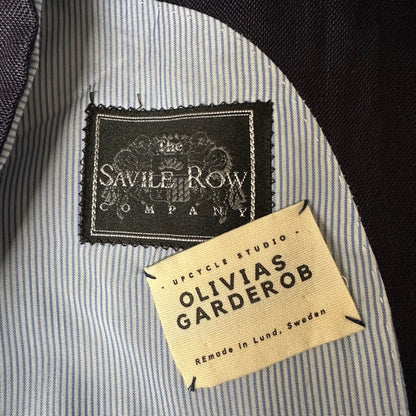 The
SAVILE ROW
COMPANY
- UPCYCLE STUDIO -
OLIVIAS
GARDEROB
REmade in Lund, Sweden